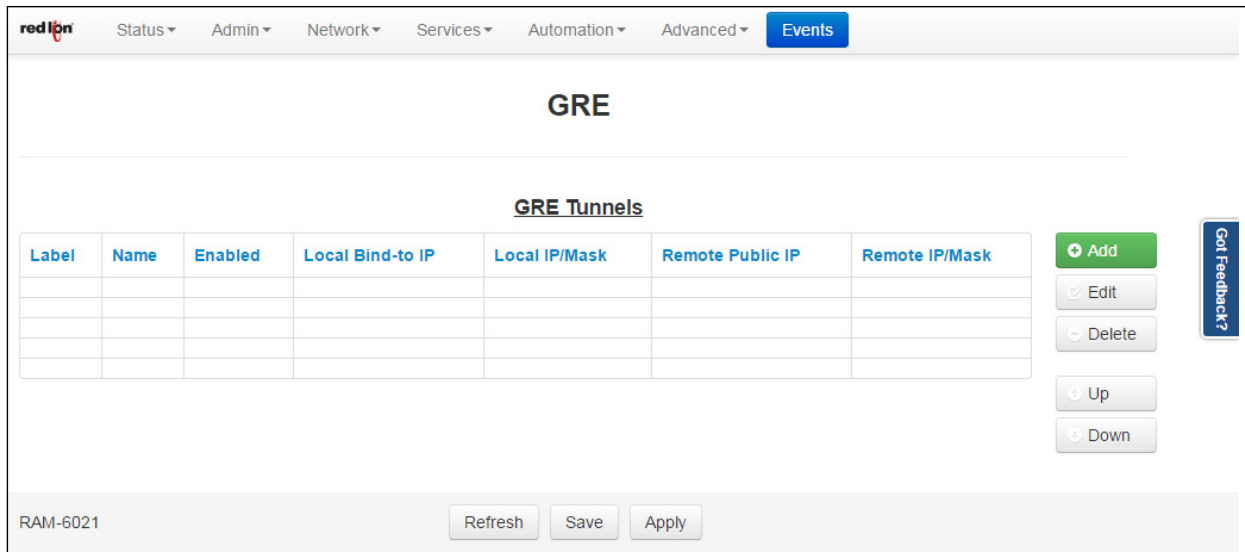 red lion Status Admin Network Services Automation Advanced Events
GRE
GRE Tunnels
Label Name Enabled Local Bind-to IP Local IP/Mask Remote Public IP Remote IP/Mask
Add
Edit
Delete
Up
Down
Got Feedback?
RAM-6021 Refresh Save Apply